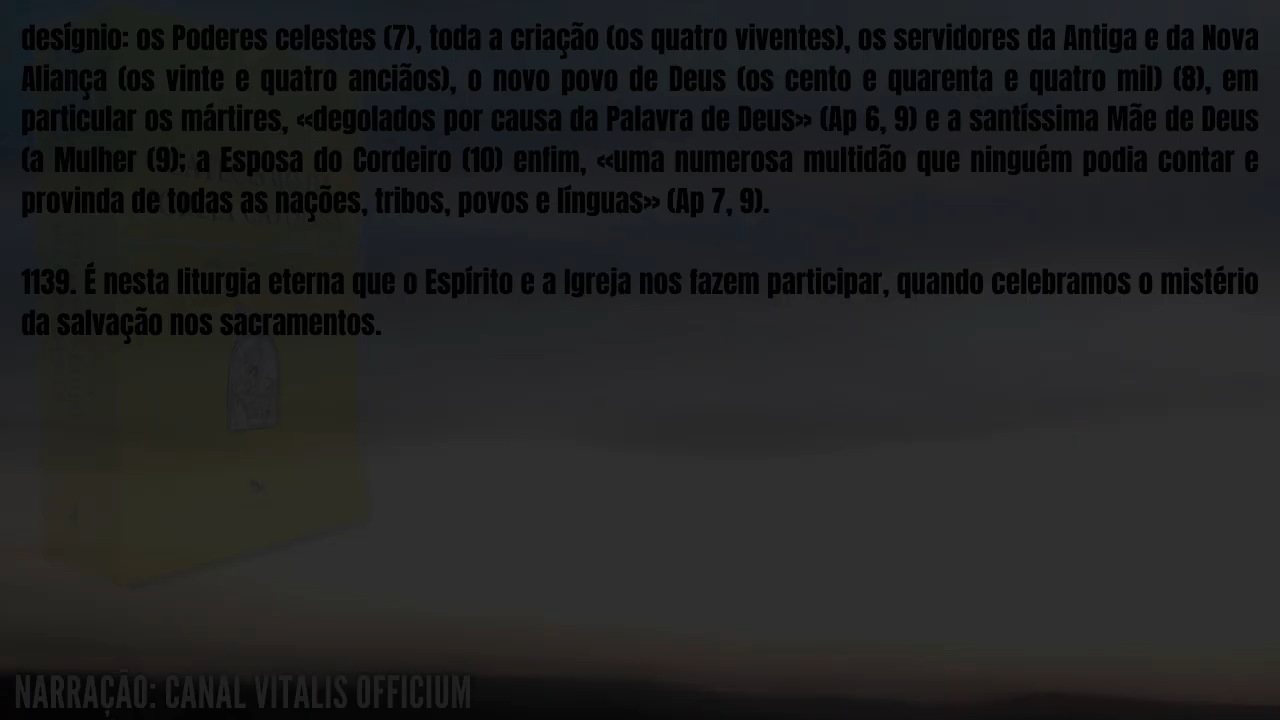 desígnio: os Poderes celestes (7), toda a criação (os quatro viventes), os servidores da Antiga e da Nova
Aliança (os vinte e quatro anciãos), o novo povo de Deus (os cento e quarenta e quatro mil) (8), em
particular os mártires, «degolados por causa da Palavra de Deus» (Ap 6, 9) e a santíssima Mãe de Deus
(a Mulher (9); a Esposa do Cordeiro (10) enfim, «uma numerosa multidão que ninguém podia contar e
provinda de todas as nações, tribos, povos e línguas» (Ap 7, 9).
1139. É nesta liturgia eterna que o Espírito e a Igreja nos fazem participar, quando celebramos o mistério
da salvação nos sacramentos.
NARRAÇÃO: CANAL VITALIS OFFICIUM